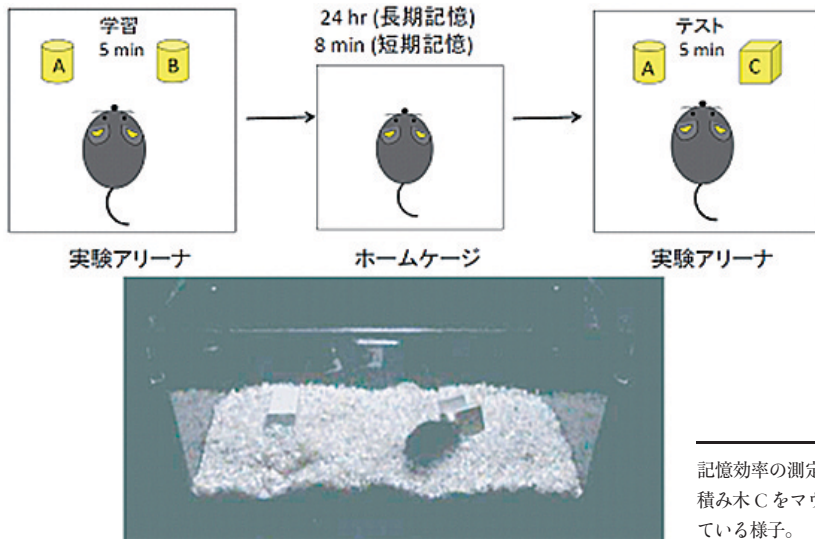 学習
5 min
A
B
24 hr (長期記憶)
8 min (短期記憶)
テスト
5 min
A
C
実験アリーナ
ホームケージ
実験アリーナ
記憶効率の測定
積み木 C をマウ
ている様子。